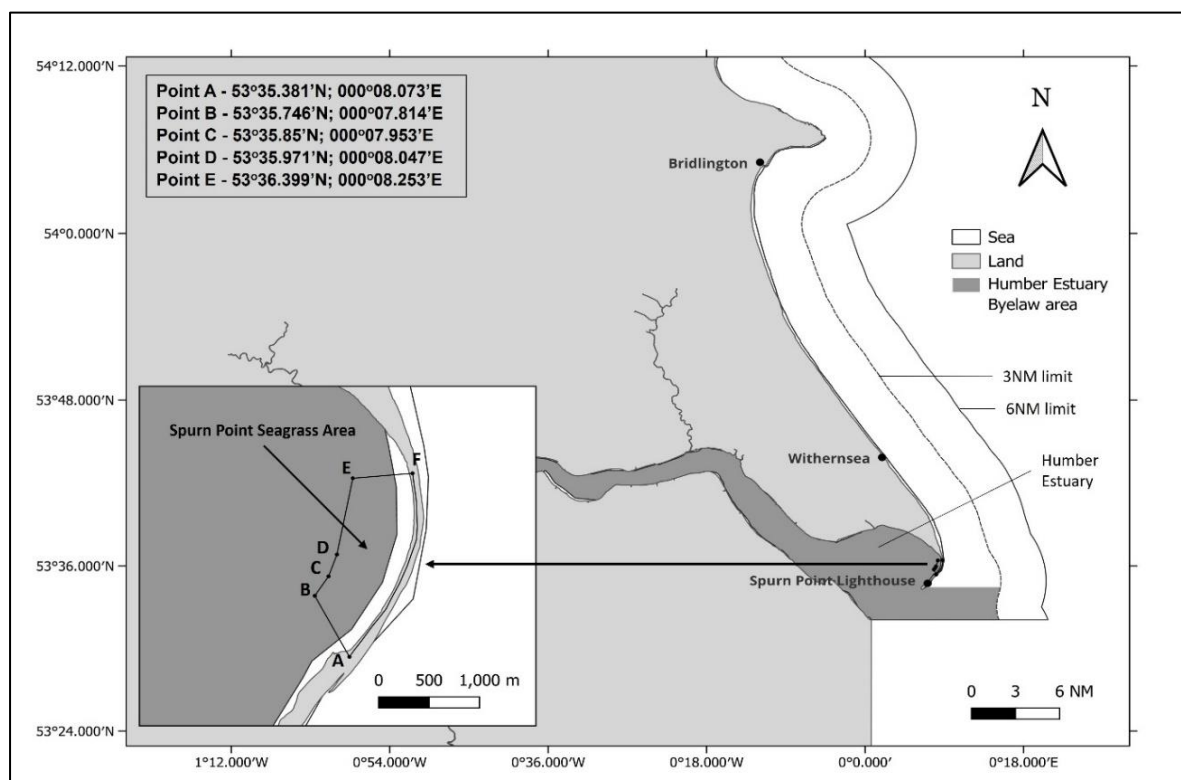 54°12.000'N
54°0.000'N
53°48.000'N
53°36.000'N
53°24.000'N
Point A - 53°35.381'N; 000°08.073'E
Point B - 53°35.746'N; 000°07.814'E
Point C - 53°35.85'N; 000°07.953'E
Point D - 53°35.971'N; 000°08.047'E
Point E - 53°36.399'N; 000°08.253'E
N
Bridlington
Sea
Land
Humber Estuary
Byelaw area
3NM limit
6NM limit
Withernsea
Humber
Estuary
Spurn Point Lighthouse
Spurn Point Seagrass Area
F
E
D
C
B
A
0 500 1,000 m
0 3 6 NM
1°12.000'W
0°54.000'W
0°36.000'W
0°18.000'W
0°0.000'
0°18.000'E